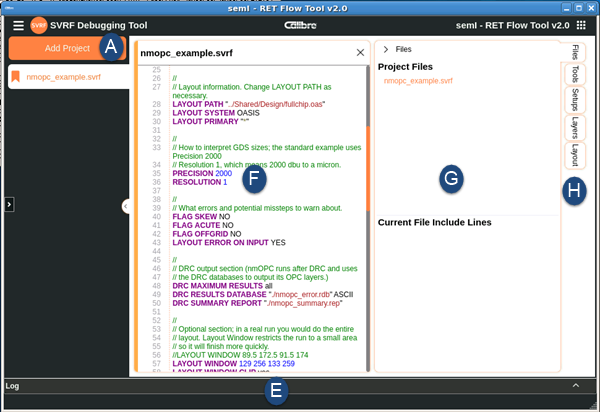 semI - RET Flow Tool v2.0
SVRF
SVRF Debugging Tool
Calibre
semI - RET Flow Tool v2.0
Add Project
A
nmopc_example.svrf
nmopc_example.svrf
25
26 //
27 // Layout information. Change LAYOUT PATH as
necessary.
28 LAYOUT PATH "../Shared/Design/fullchip.oas"
29 LAYOUT SYSTEM OASIS
30 LAYOUT PRIMARY "*"
31
32 //
33 // How to interpret GDS sizes; the standard example uses
Precision 2000
34 // Resolution 1, which means 2000 dbu to a micron.
35 PRECISION 2000
36 RESOLUTION 1
37
38 //
39 // What errors and potential missteps to warn about.
40 FLAG SKEW NO
41 FLAG ACUTE NO
42 FLAG OFFGRID NO
43 LAYOUT ERROR ON INPUT YES
44
45 //
46 // DRC output section (nmOPC runs after DRC and uses
47 // the DRC databases to output its OPC layers.)
48 DRC MAXIMUM RESULTS all
49 DRC RESULTS DATABASE "./nmopc_error.rdb" ASCII
50 DRC SUMMARY REPORT "./nmopc_summary.rep"
51
52 //
53 // Optional section; in a real run you would do the entire
54 // layout. Layout Window restricts the run to a small area
55 // so it will finish more quickly.
56 //LAYOUT WINDOW 89.5 172.5 91.5 174
57 LAYOUT WINDOW 129 256 133 259
F
Files
Project Files
nmopc_example.svrf
G
Current File Include Lines
Files
Tools
Setups
Layers
Layout
H
Log
E